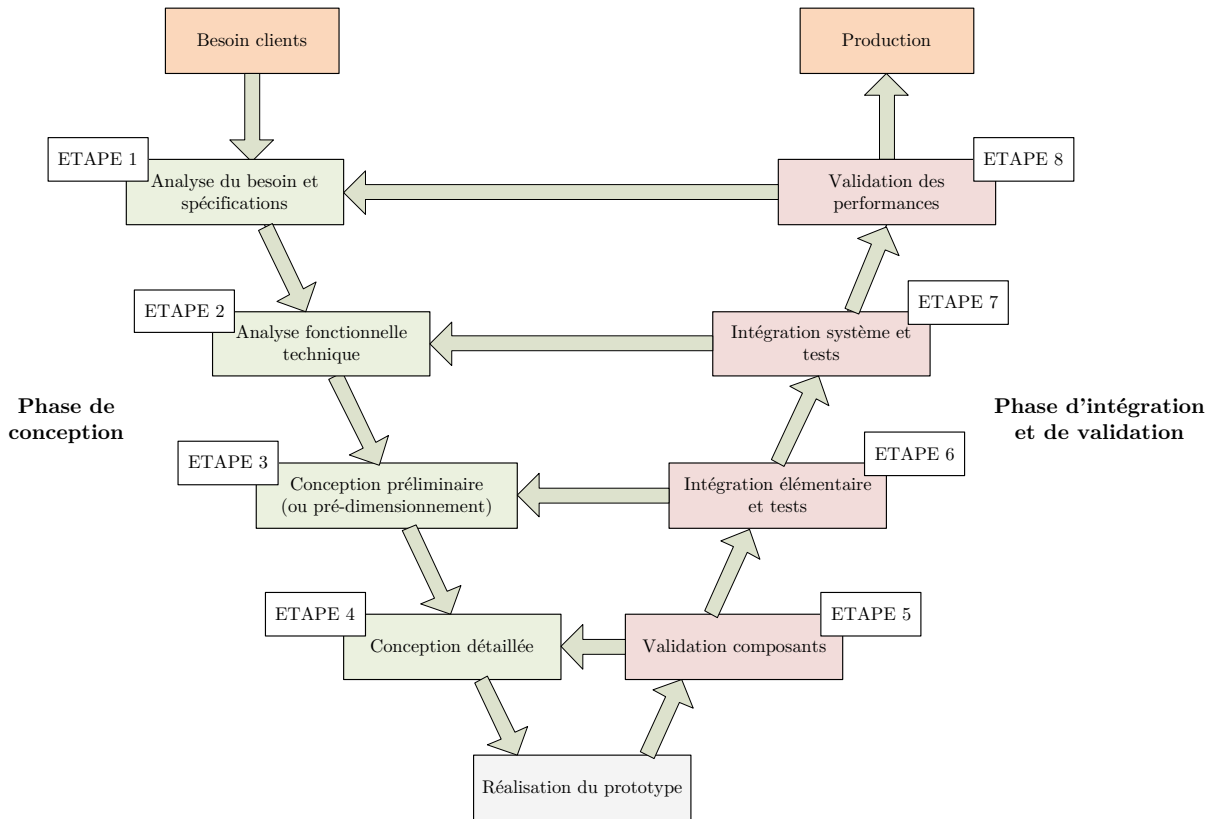 Besoin clients
Production
ETAPE 1
Analyse du besoin et
spécifications
ETAPE 8
Validation des
performances
ETAPE 2
Analyse fonctionnelle
technique
ETAPE 7
Intégration système et
tests
Phase de
conception
Phase d'intégration
et de validation
ETAPE 3
Conception préliminaire
(ou pré-dimensionnement)
ETAPE 6
Intégration élémentaire
et tests
ETAPE 4
Conception détaillée
ETAPE 5
Validation composants
Réalisation du prototype